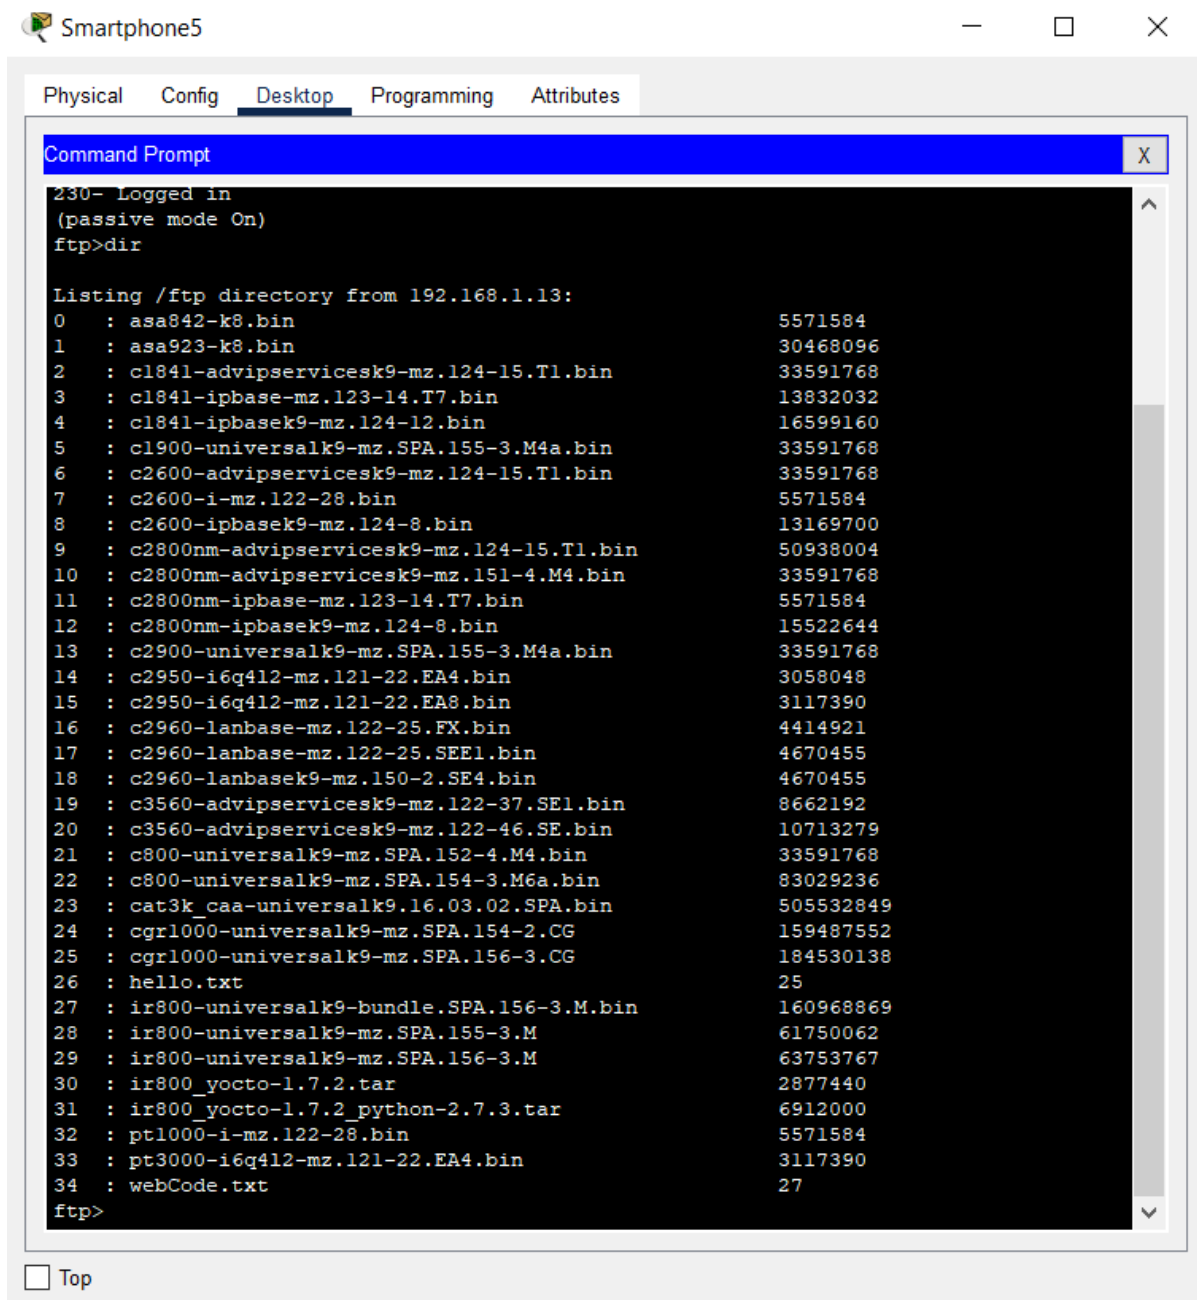 Smartphone5
Physical Config Desktop Programming Attributes
Command Prompt X
230- Logged in
(passive mode On)
ftp>dir
Listing /ftp directory from 192.168.1.13:
0 : asa842-k8.bin 5571584
1 : asa923-k8.bin 30468096
2 : c1841-advipservicesk9-mz.124-15.T1.bin 33591768
3 : c1841-ipbase-mz.123-14.T7.bin 13832032
4 : c1841-ipbasek9-mz.124-12.bin 16599160
5 : c1900-universalk9-mz.SPA.155-3.M4a.bin 33591768
6 : c2600-advipservicesk9-mz.124-15.T1.bin 33591768
7 : c2600-i-mz.122-28.bin 5571584
8 : c2600-ipbasek9-mz.124-8.bin 13169700
9 : c2800nm-advipservicesk9-mz.124-15.T1.bin 50938004
10 : c2800nm-advipservicesk9-mz.151-4.M4.bin 33591768
11 : c2800nm-ipbase-mz.123-14.T7.bin 5571584
12 : c2800nm-ipbasek9-mz.124-8.bin 15522644
13 : c2900-universalk9-mz.SPA.155-3.M4a.bin 33591768
14 : c2950-i6q4l2-mz.121-22.EA4.bin 3058048
15 : c2950-i6q4l2-mz.121-22.EA8.bin 3117390
16 : c2960-lanbase-mz.122-25.FX.bin 4414921
17 : c2960-lanbase-mz.122-25.SEE1.bin 4670455
18 : c2960-lanbasek9-mz.150-2.SE4.bin 4670455
19 : c3560-advipservicesk9-mz.122-37.SE1.bin 8662192
20 : c3560-advipservicesk9-mz.122-46.SE.bin 10713279
21 : c800-universalk9-mz.SPA.152-4.M4.bin 33591768
22 : c800-universalk9-mz.SPA.154-3.M6a.bin 83029236
23 : cat3k_caa-universalk9.16.03.02.SPA.bin 505532849
24 : cgr1000-universalk9-mz.SPA.154-2.CG 159487552
25 : cgr1000-universalk9-mz.SPA.156-3.CG 184530138
26 : hello.txt 25
27 : ir800-universalk9-bundle.SPA.156-3.M.bin 160968869
28 : ir800-universalk9-mz.SPA.155-3.M 61750062
29 : ir800-universalk9-mz.SPA.156-3.M 63753767
30 : ir800_yocto-1.7.2.tar 2877440
31 : ir800_yocto-1.7.2_python-2.7.3.tar 6912000
32 : pt1000-i-mz.122-28.bin 5571584
33 : pt3000-i6q4l2-mz.121-22.EA4.bin 3117390
34 : webCode.txt 27
ftp>
Top